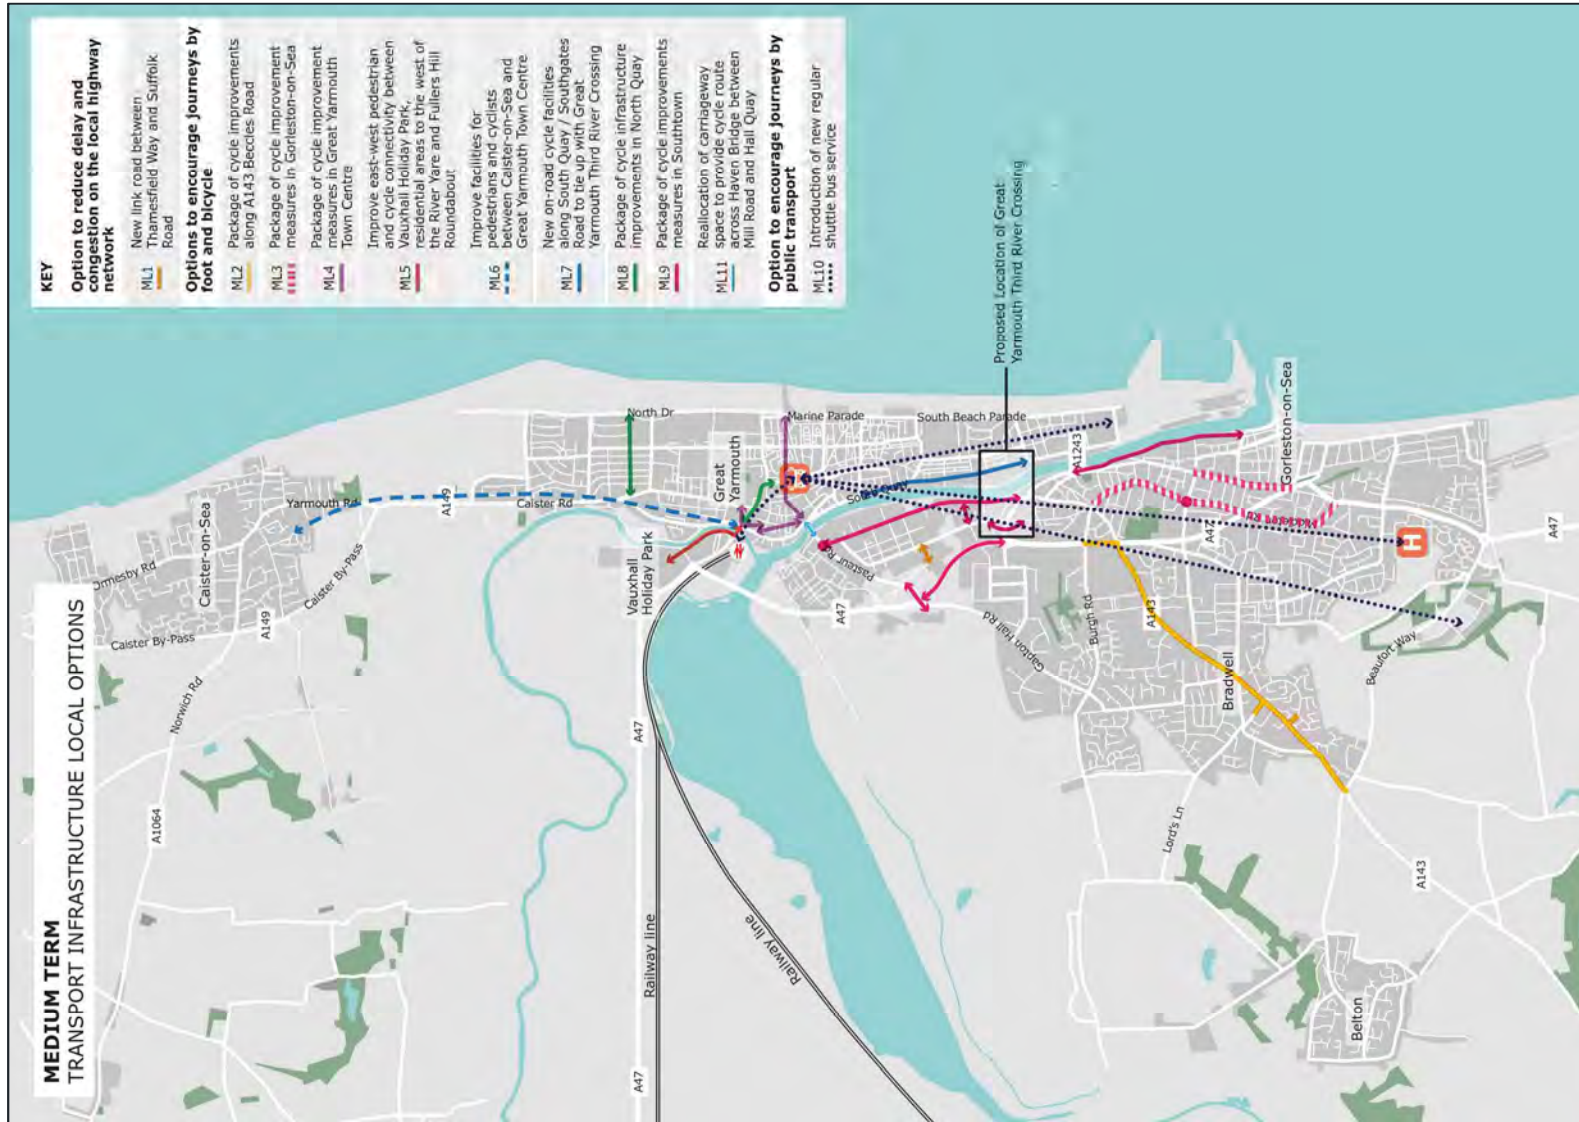 MEDIUM TERM
TRANSPORT INFRASTRUCTURE LOCAL OPTIONS
KEY
Option to reduce delay and
congestion on the local highway
network
ML1
New link road between
Thamesfield Way and Suffolk
Road
Options to encourage journeys by
foot and bicycle
ML2
Package of cycle improvements
along A143 Beccles Road
ML3
Package of cycle improvement
measures in Gorleston-on-Sea
ML4
Package of cycle improvement
measures in Great Yarmouth
Town Centre
ML5
Improve east-west pedestrian
and cycle connectivity between
Vauxhall Holiday Park,
residential areas to the west of
the River Yare and Fullers Hill
Roundabout
ML6
Improve facilities for
pedestrians and cyclists
between Caister-on-Sea and
Great Yarmouth Town Centre
ML7
New on-road cycle facilities
along South Quay / Southgates
Road to tie up with Great
Yarmouth Third River Crossing
ML8
Package of cycle infrastructure
improvements in North Quay
ML9
Package of cycle improvements
measures in Southtown
ML11
Reallocation of carriageway
space to provide cycle route
across Haven Bridge between
Mill Road and Hall Quay
Option to encourage journeys by
public transport
ML10
Introduction of new regular
shuttle bus service
Ormesby Rd
Caister-on-Sea
Yarmouth Rd
Caister By-Pass
Caister By-Pass
A149
A149
Norwich Rd
A1064
Caister Rd
North Dr
Great
Yarmouth
Marine Parade
South Beach Parade
Vauxhall
Holiday Park
Pasteur Rd
Proposed Location of Great
Yarmouth Third River Crossing
A1243
Gorleston-on-Sea
A47
A47
A47
A47
A47
H
Gapton Hall Rd
Burgh Rd
A143
Bradwell
Beaufort Way
Lord's Ln
A143
Belton
Railway line
Railway line